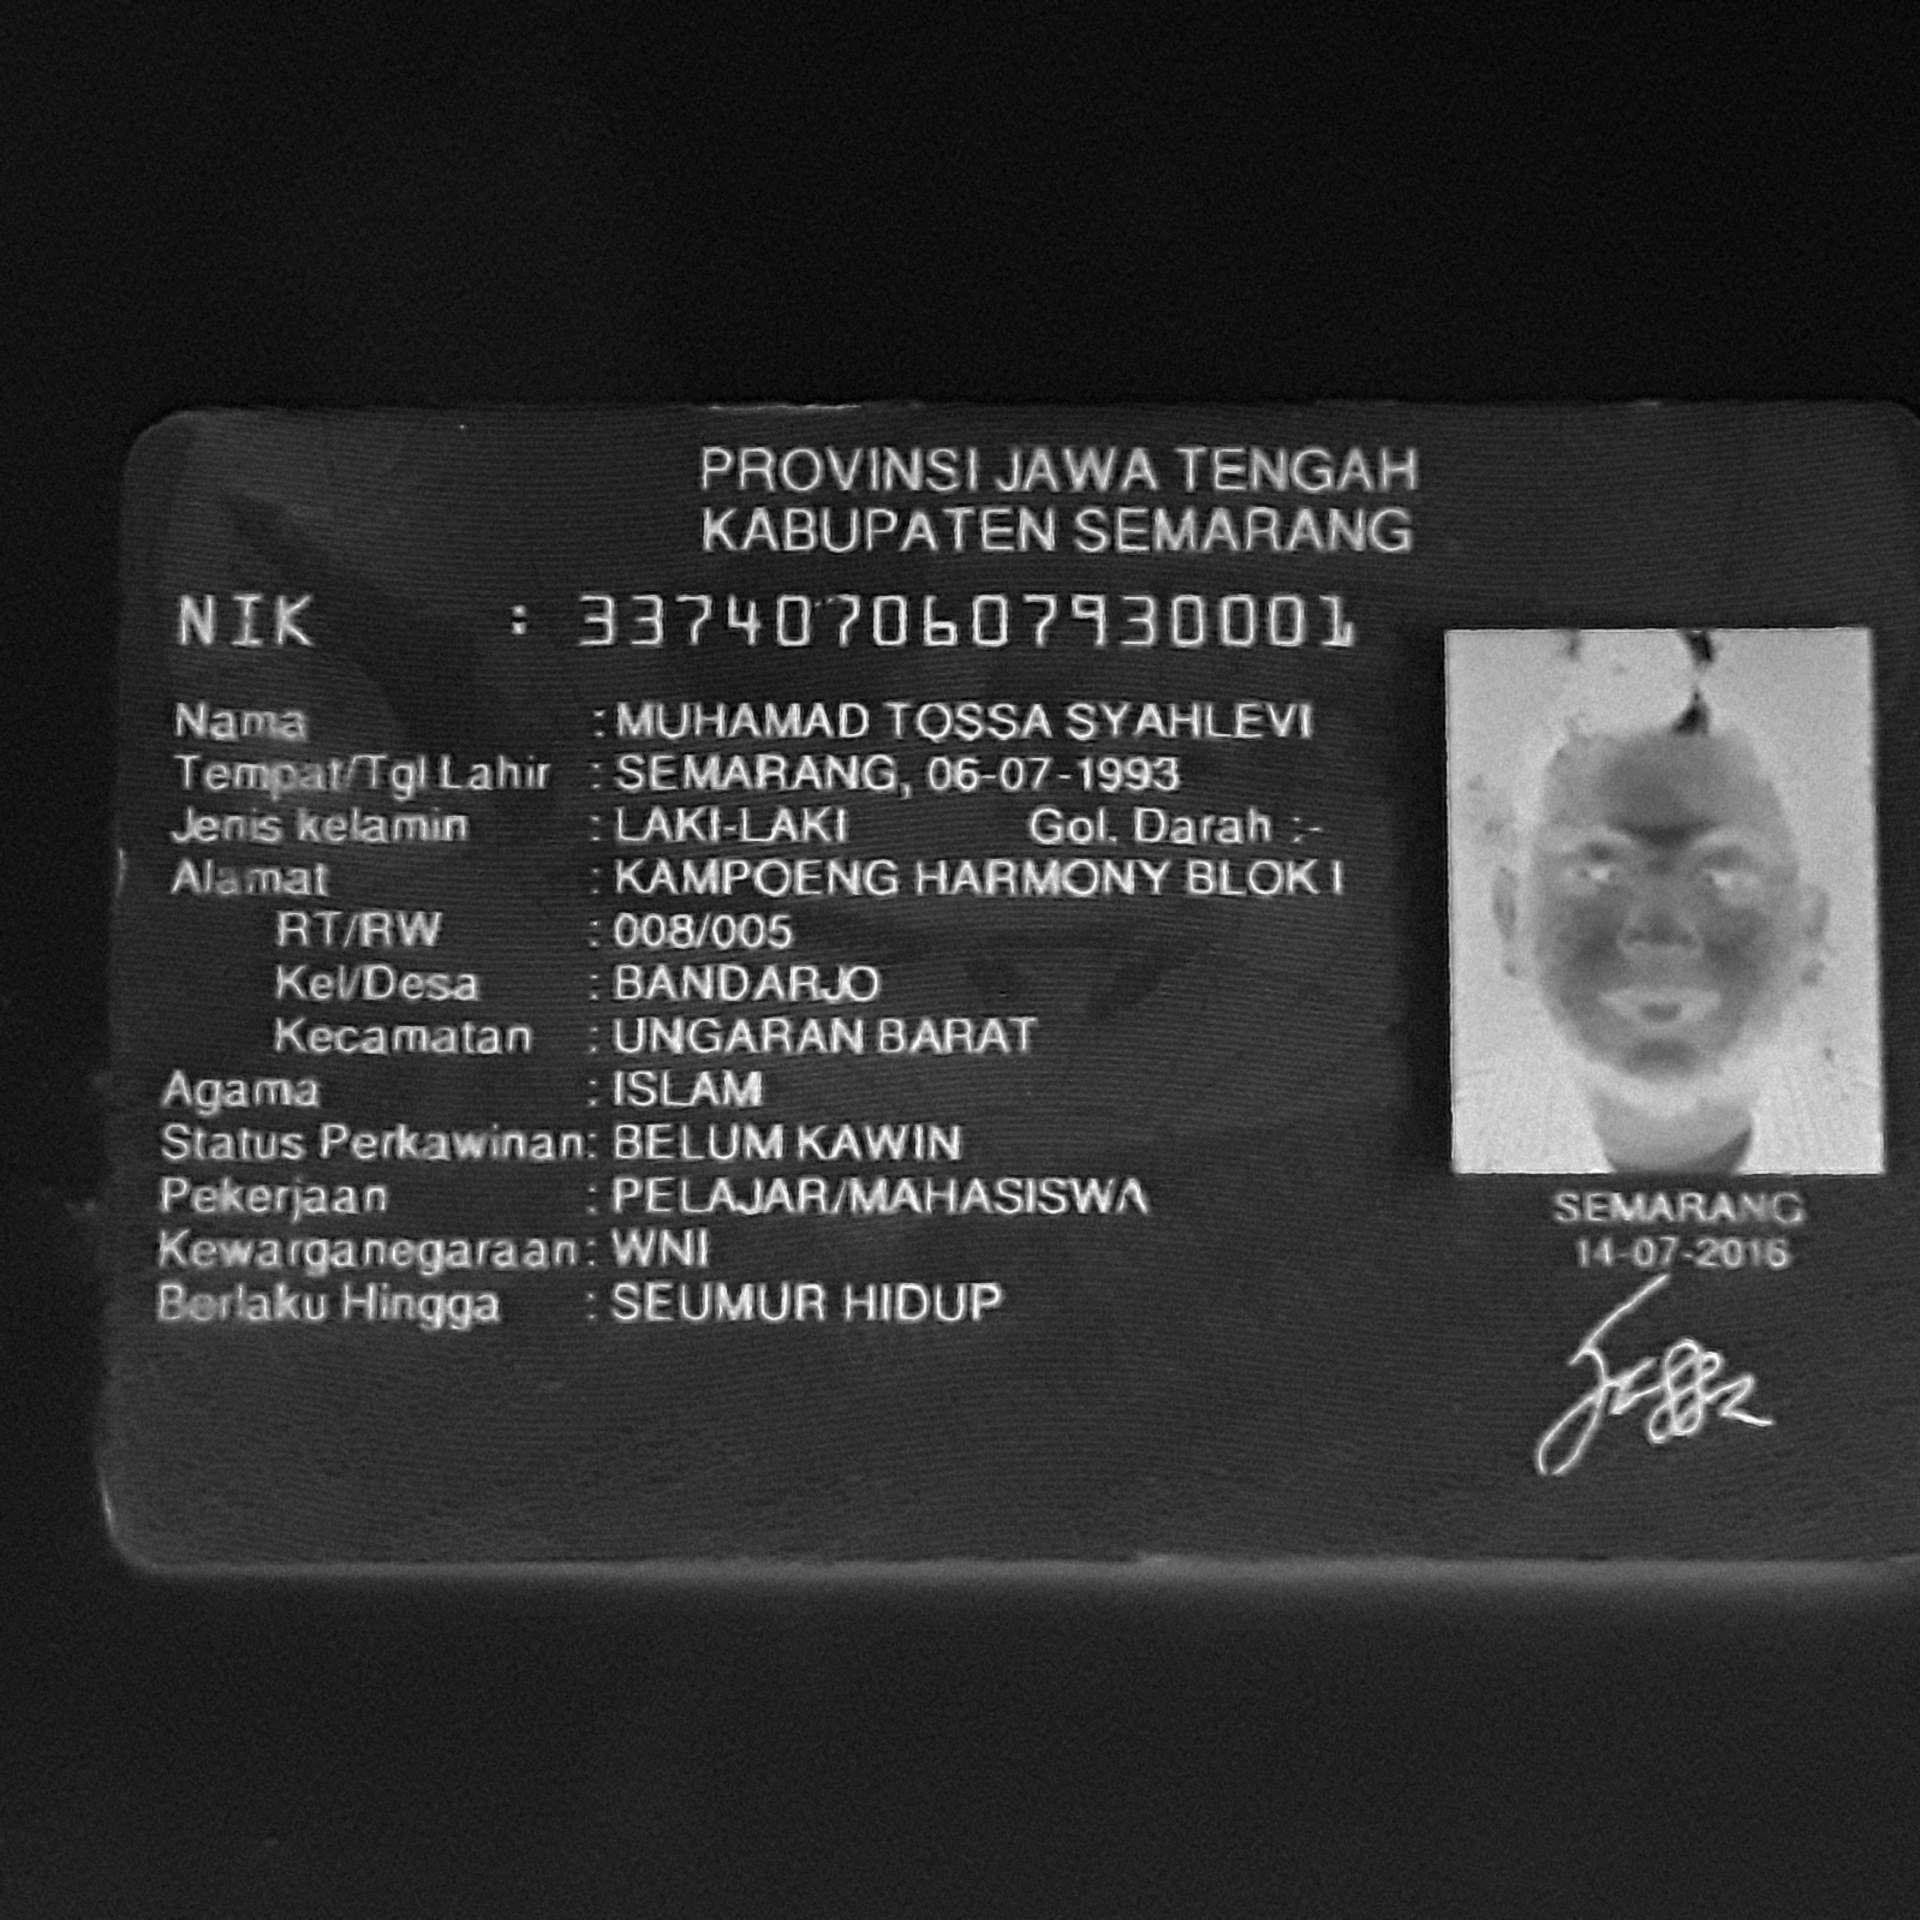 PROVINSI JAWA TENGAH
KABUPATEN SEMARANG
NIK : 3374070607930001
Nama : MUHAMAD TOSSA SYAHLEVI
Tempat/Tgl Lahir : SEMARANG, 06-07-1993
Jenis kelamin : LAKI-LAKI Gol. Darah :-
Alamat : KAMPOENG HARMONY BLOK I
RT/RW : 008/005
Kel/Desa : BANDARJO
Kecamatan : UNGARAN BARAT
Agama : ISLAM
Status Perkawinan: BELUM KAWIN
Pekerjaan : PELAJAR/MAHASISWA
Kewarganegaraan: WNI
Berlaku Hingga : SEUMUR HIDUP
SEMARANG
14-07-2016